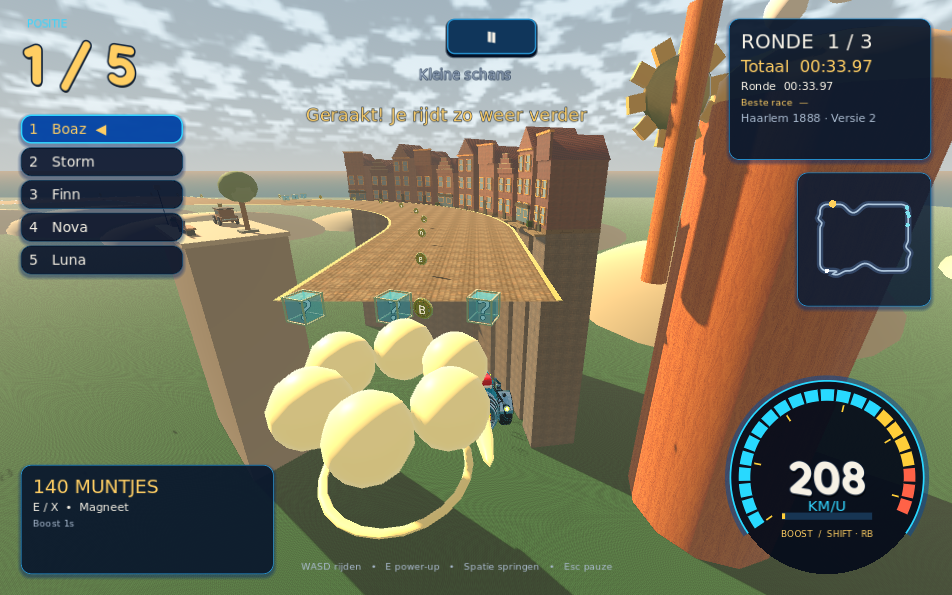 POSITIE
1 / 5
1 Boaz ◀
2 Storm
3 Finn
4 Nova
5 Luna
Kleine schans
Geraakt! Je rijdt zo weer verder
RONDE 1 / 3
Totaal 00:33.97
Ronde 00:33.97
Beste race —
Haarlem 1888 · Versie 2
?
?
?
B
140 MUNTJES
E / X • Magneet
Boost 1s
208
KM/U
BOOST / SHIFT · RB
WASD rijden • E power-up • Spatie springen • Esc pauze